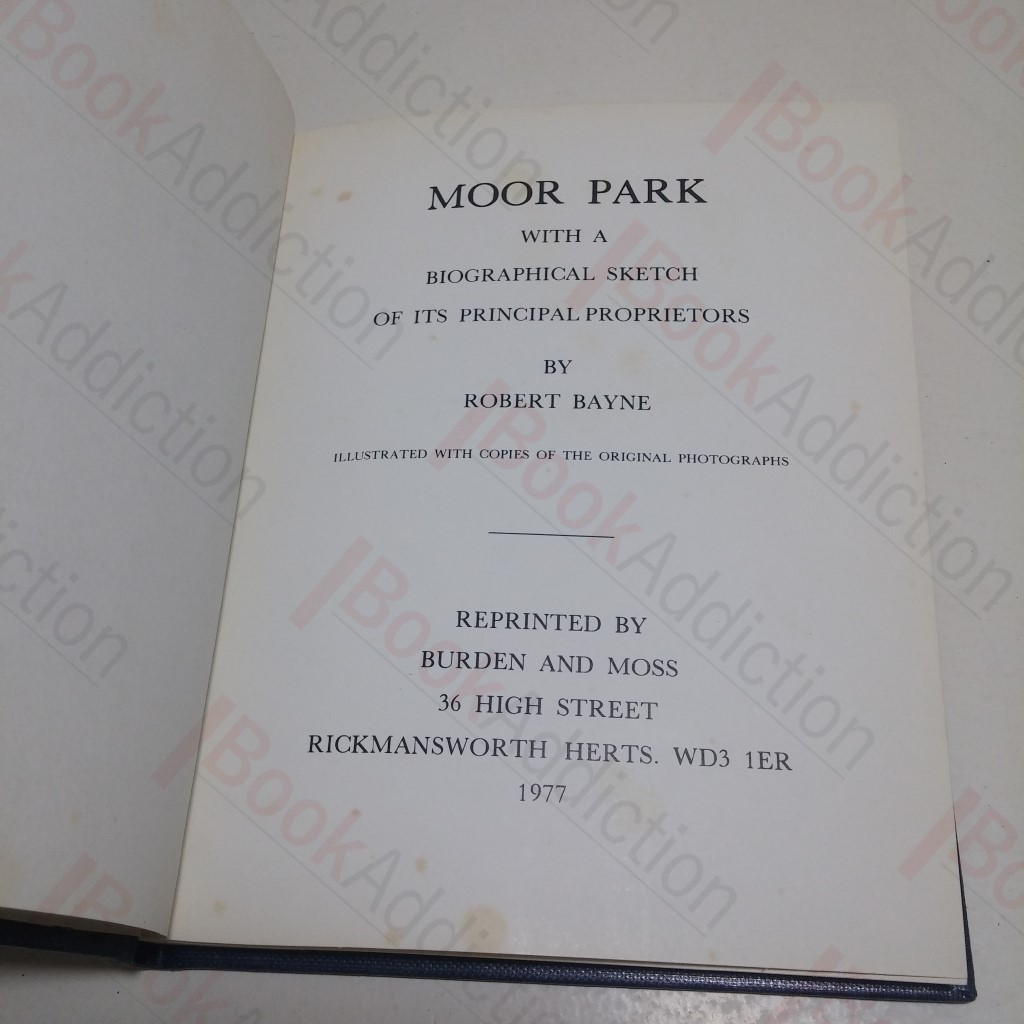 MOOR PARK
WITH A
BIOGRAPHICAL SKETCH
OF ITS PRINCIPAL PROPRIETORS
BY
ROBERT BAYNE
ILLUSTRATED WITH COPIES OF THE ORIGINAL PHOTOGRAPHS
REPRINTED BY
BURDEN AND MOSS
36 HIGH STREET
RICKMANSWORTH HERTS. WD3 1ER
1977
BookAddiction